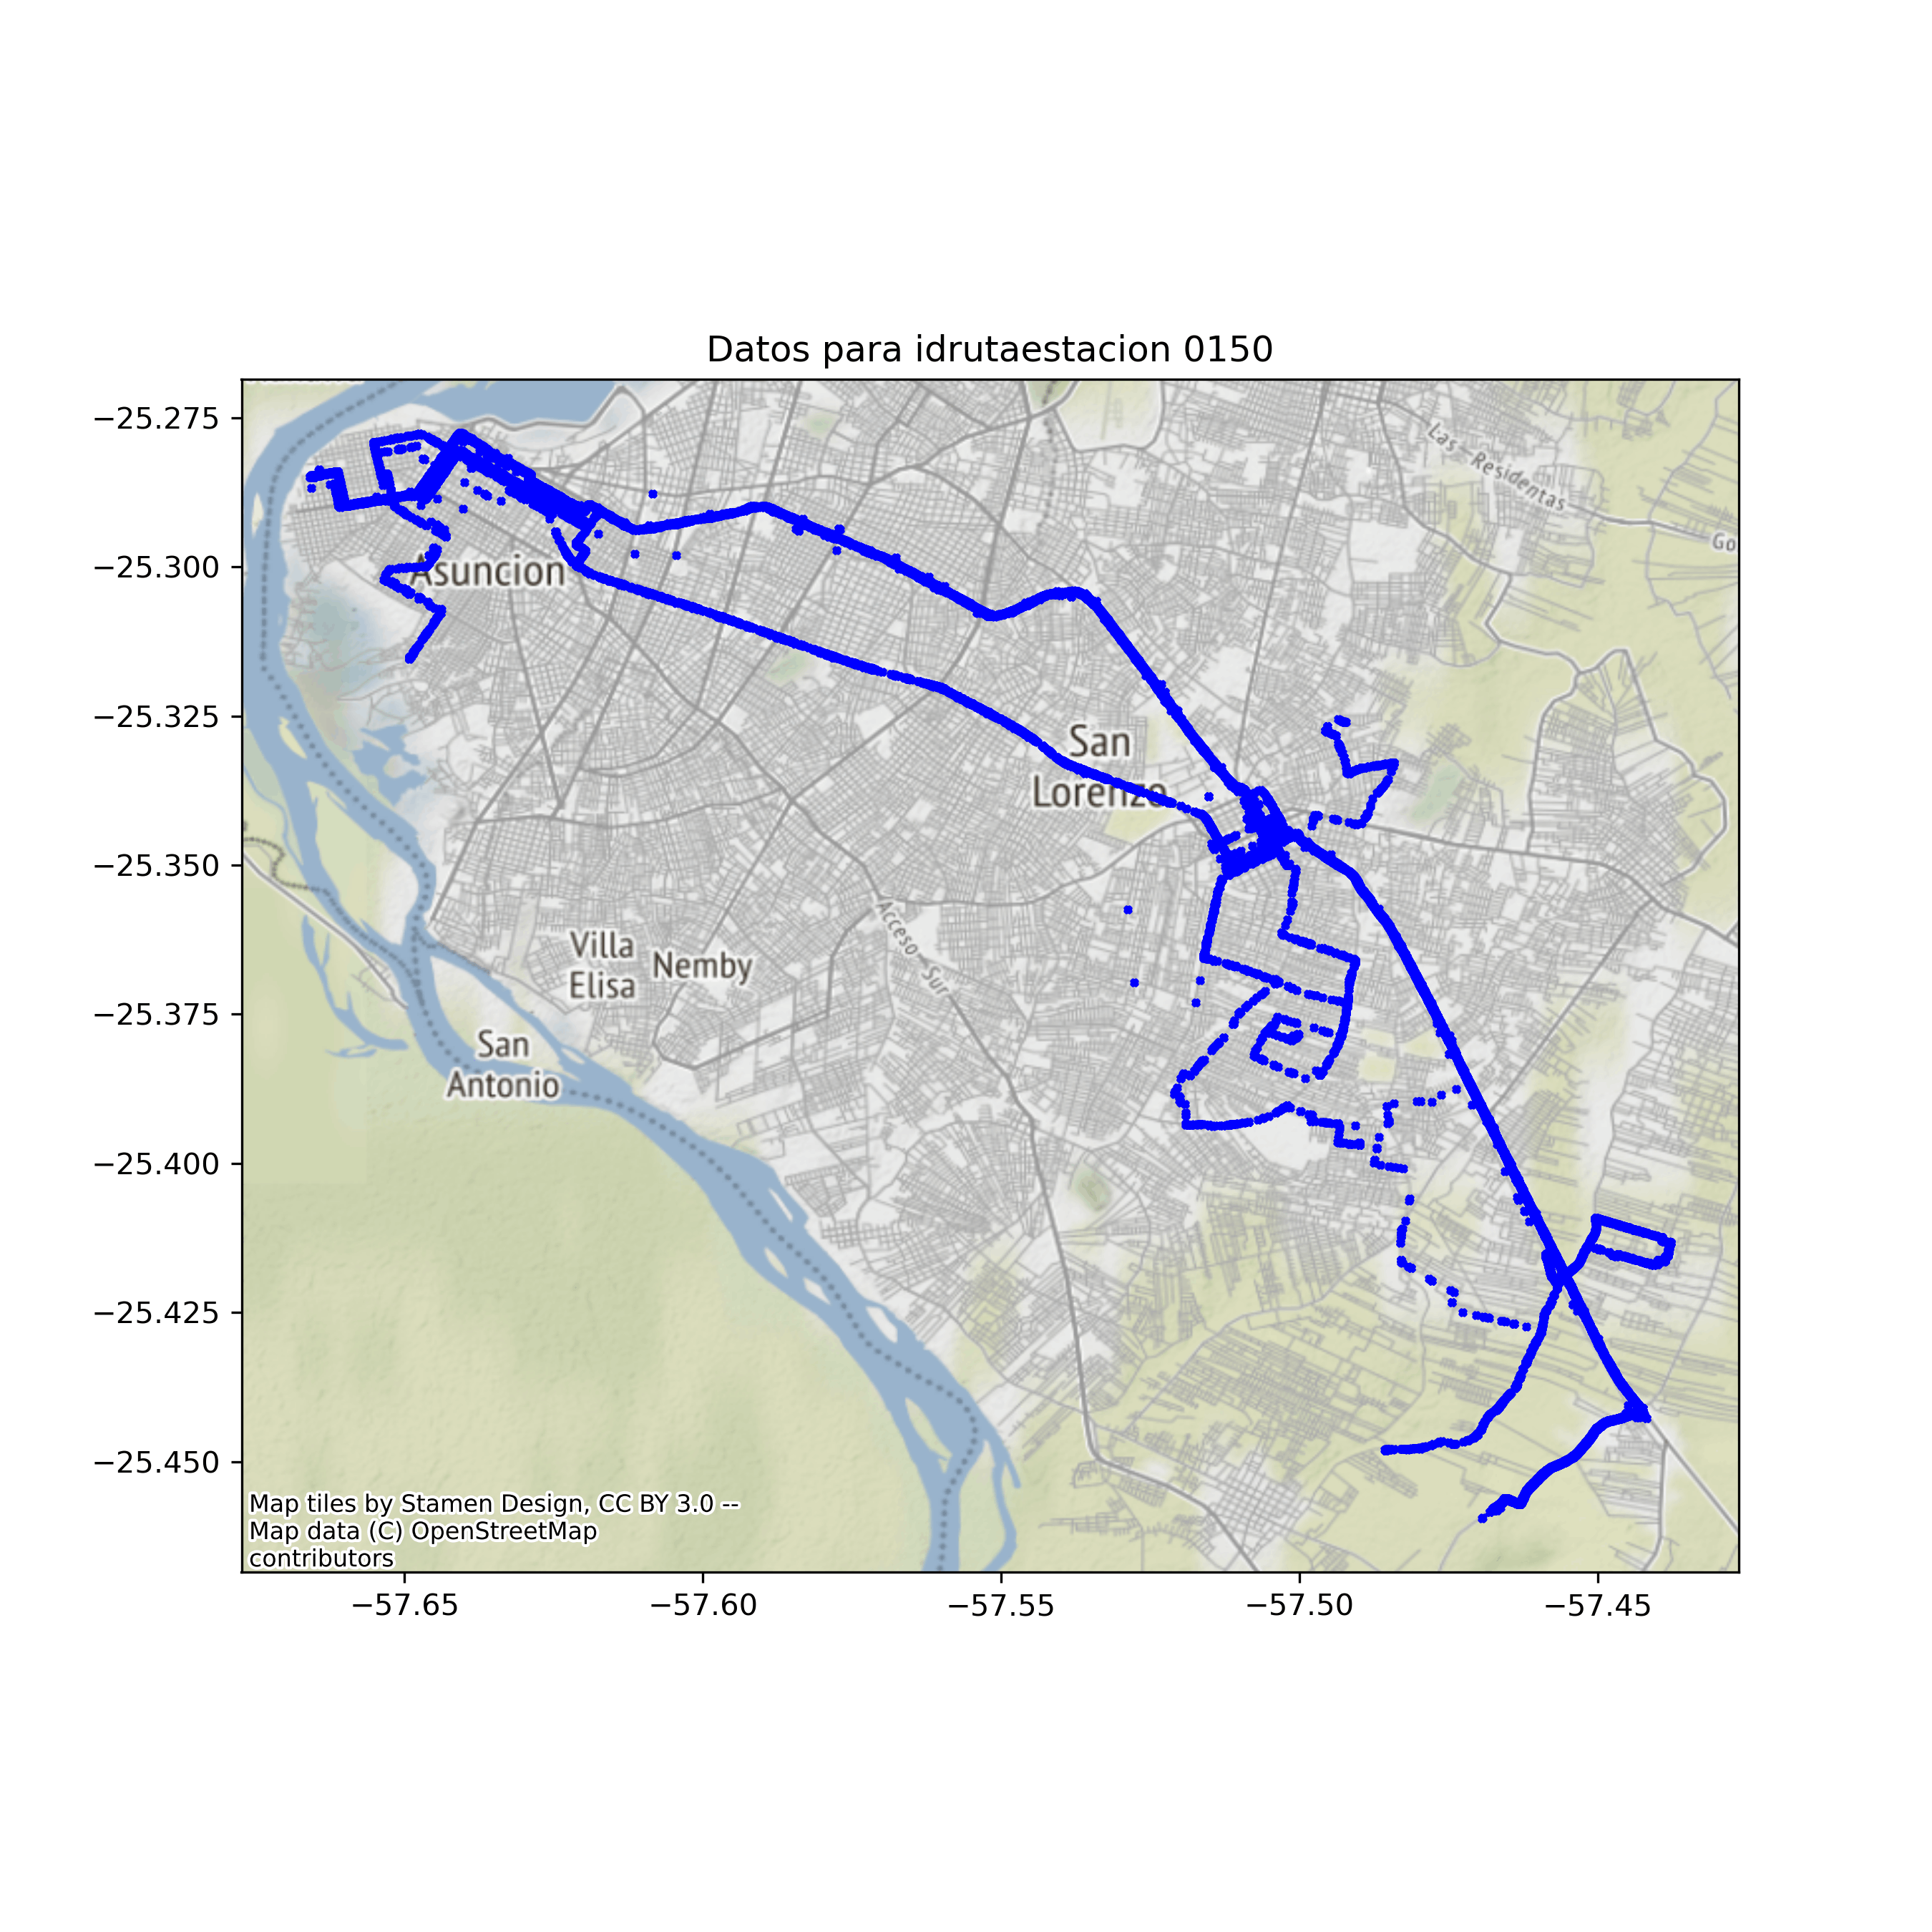 Datos para idrutaestacion 0150
−25.275
−25.300
−25.325
−25.350
−25.375
−25.400
−25.425
−25.450
Las Residentas
Go
Asuncion
San
Lorenzo
Acceso Sur
Villa
Elisa
Nemby
San
Antonio
Map tiles by Stamen Design, CC BY 3.0 --
Map data (C) OpenStreetMap
contributors
−57.65
−57.60
−57.55
−57.50
−57.45